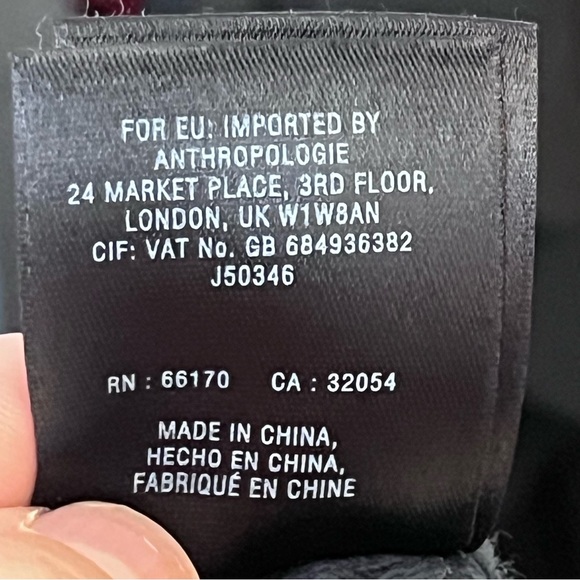 FOR EU: IMPORTED BY
ANTHROPOLOGIE
24 MARKET PLACE, 3RD FLOOR,
LONDON, UK W1W8AN
CIF: VAT No. GB 684936382
J50346
RN : 66170 CA : 32054
MADE IN CHINA,
HECHO EN CHINA,
FABRIQUÉ EN CHINE